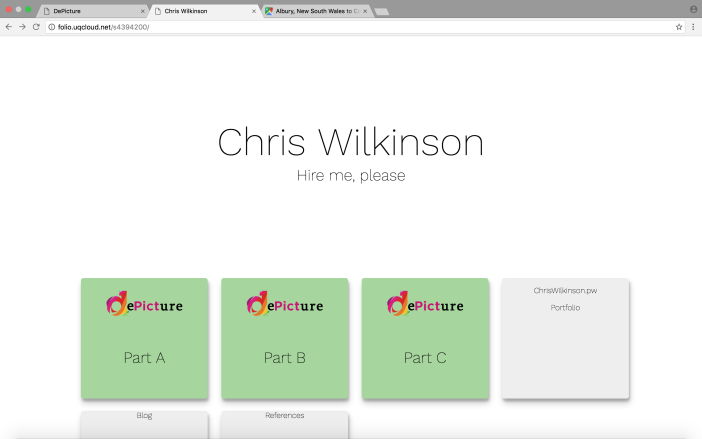 DePicture
Chris Wilkinson
Albury, New South Wales to C
folio.uqcloud.net/s4394200/
Chris Wilkinson
Hire me, please
dePicture
dePicture
dePicture
ChrisWilkinson.pw
Portfolio
Part A
Part B
Part C
Blog
References